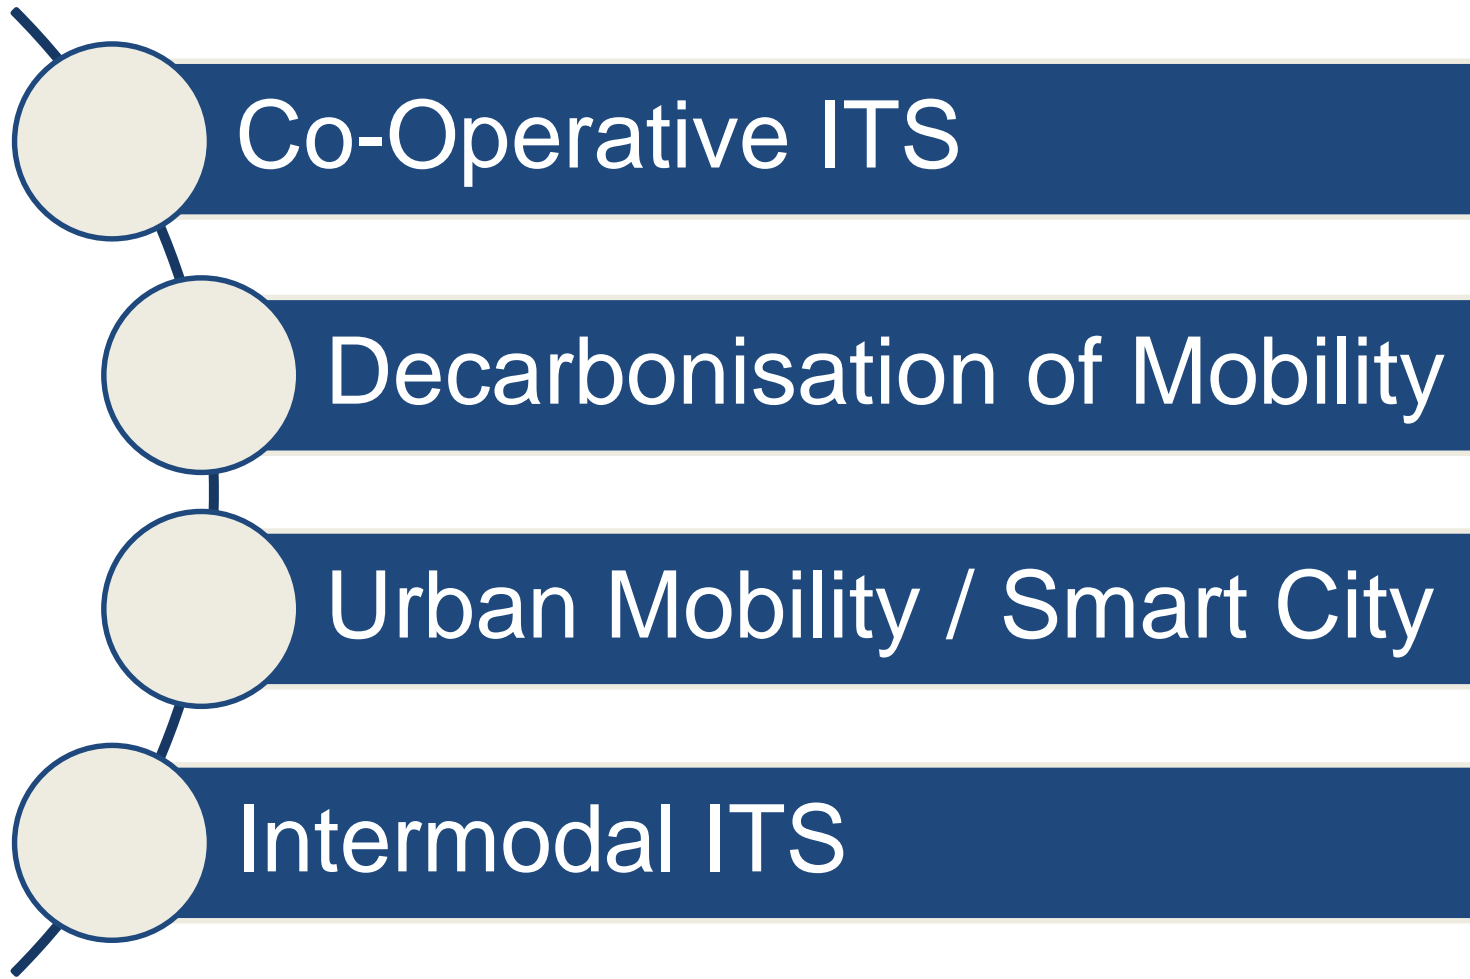 Co-Operative ITS
Decarbonisation of Mobility
Urban Mobility / Smart City
Intermodal ITS